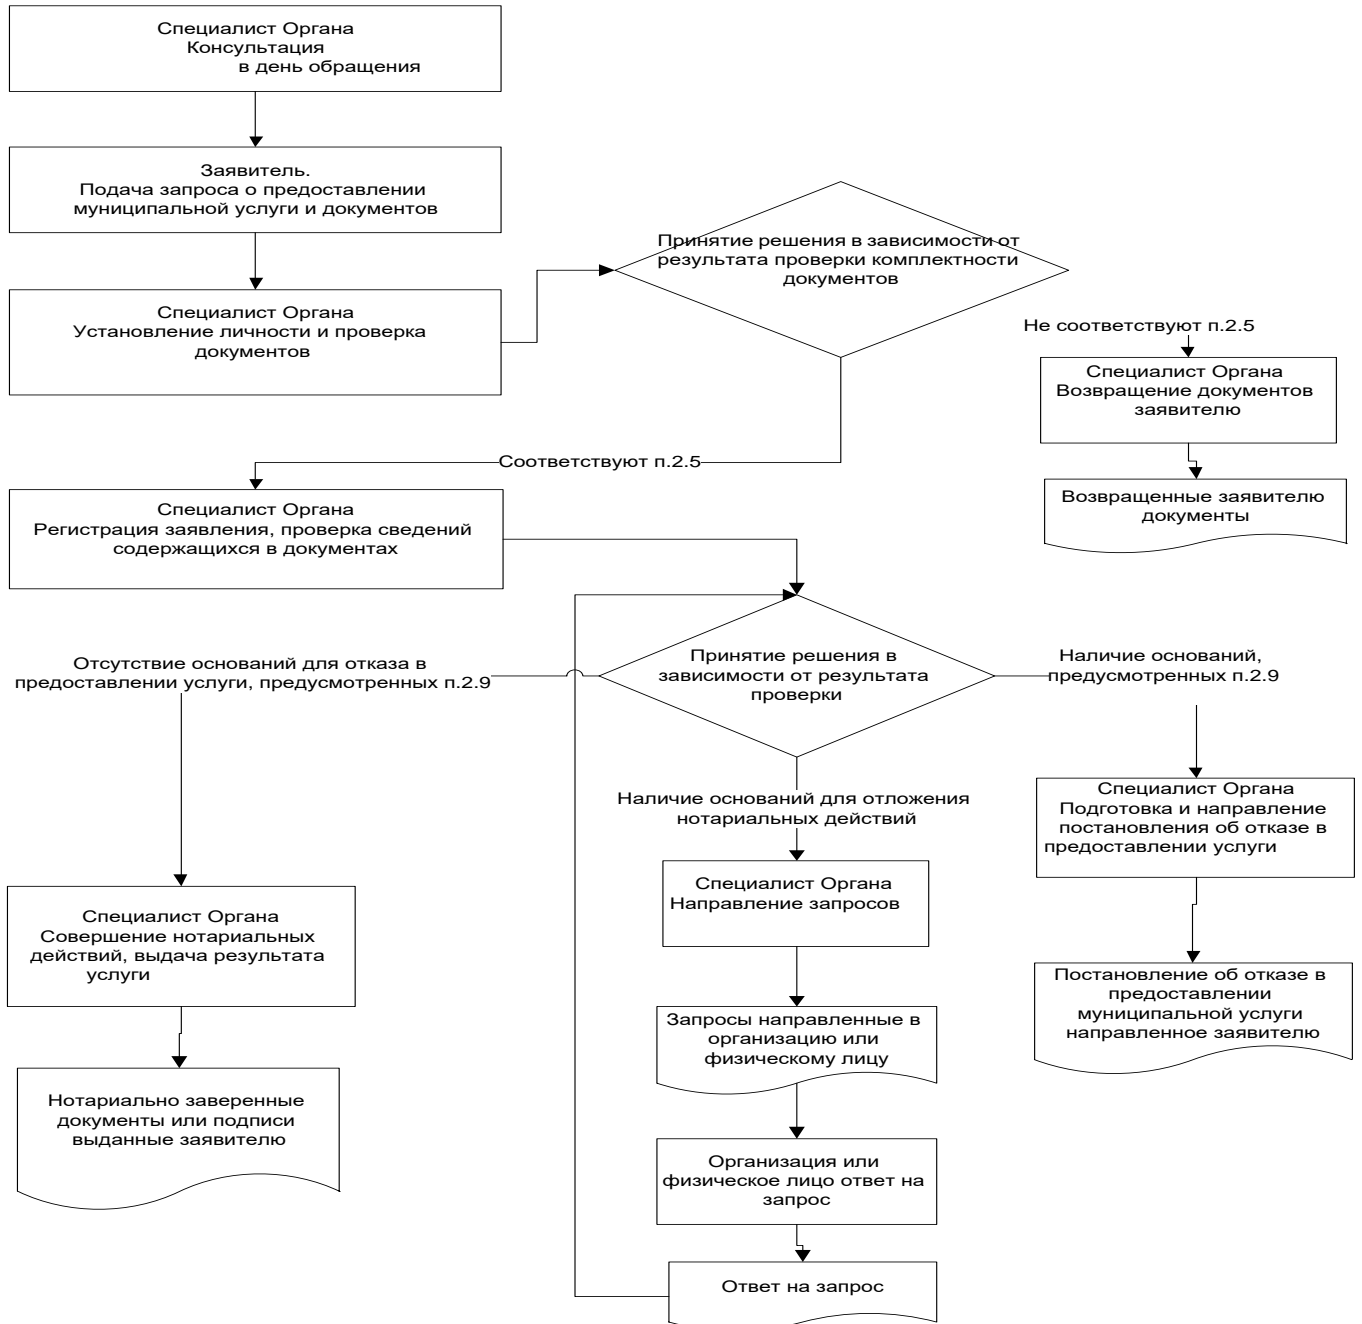 Специалист Органа
Консультация
в день обращения
Заявитель.
Подача запроса о предоставлении
муниципальной услуги и документов
Принятие решения в зависимости от
результата проверки комплектности
документов
Специалист Органа
Установление личности и проверка
документов
Не соответствуют п.2.5
Специалист Органа
Возвращение документов
заявителю
Соответствуют п.2.5
Возвращенные заявителю
документы
Специалист Органа
Регистрация заявления, проверка сведений
содержащихся в документах
Принятие решения в
зависимости от результата
проверки
Отсутствие оснований для отказа в
предоставлении услуги, предусмотренных п.2.9
Наличие оснований,
предусмотренных п.2.9
Наличие оснований для отложения
нотариальных действий
Специалист Органа
Подготовка и направление
постановления об отказе в
предоставлении услуги
Специалист Органа
Направление запросов
Специалист Органа
Совершение нотариальных
действий, выдача результата
услуги
Постановление об отказе в
предоставлении
муниципальной услуги
направленное заявителю
Запросы направленные в
организацию или
физическому лицу
Нотариально заверенные
документы или подписи
выданные заявителю
Организация или
физическое лицо ответ на
запрос
Ответ на запрос